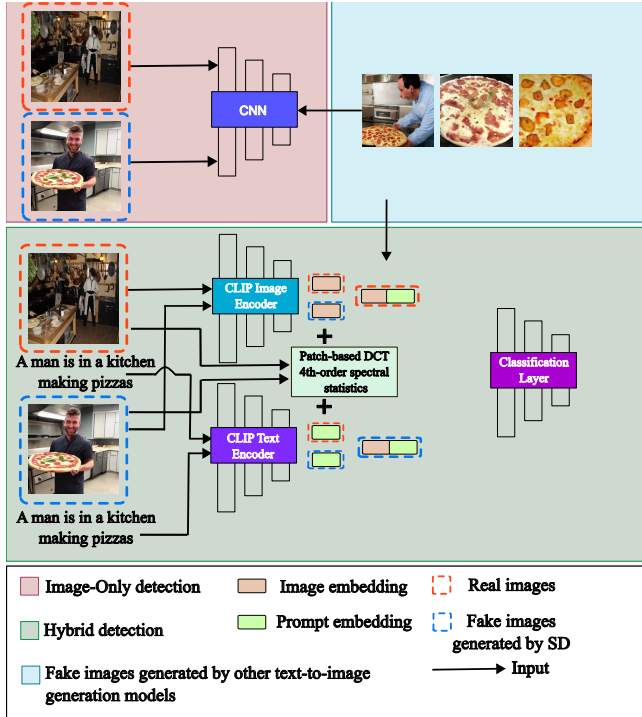 CNN
CLIP Image
Encoder
Patch-based DCT
4th-order spectral
statistics
Classification
Layer
A man is in a kitchen
making pizzas
CLIP Text
Encoder
A man is in a kitchen
making pizzas
Image-Only detection
Image embedding
Real images
Hybrid detection
Prompt embedding
Fake images
generated by SD
Fake images generated by other text-to-image
generation models
Input